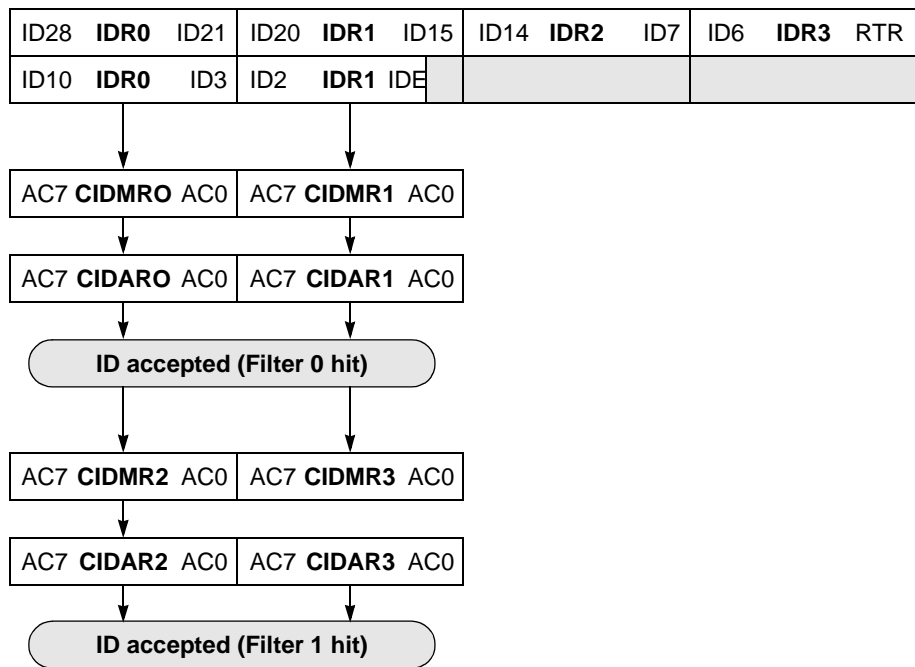 ID28 IDR0 ID21 ID20 IDR1 ID15 ID14 IDR2 ID7 ID6 IDR3 RTR
ID10 IDR0 ID3 ID2 IDR1 IDE
AC7 CIDMRO AC0 AC7 CIDMR1 AC0
AC7 CIDARO AC0 AC7 CIDAR1 AC0
ID accepted (Filter 0 hit)
AC7 CIDMR2 AC0 AC7 CIDMR3 AC0
AC7 CIDAR2 AC0 AC7 CIDAR3 AC0
ID accepted (Filter 1 hit)